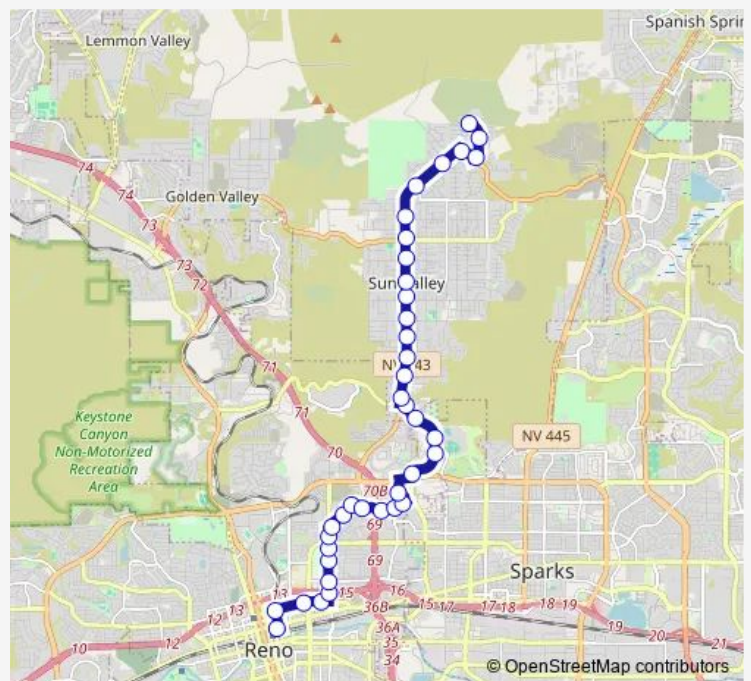 Lemmon Valley
Spanish Sprin
74
74
73
Golden Valley
73
72
Sun Valley
NV 443
71
71
Keystone
Canyon
Non-Motorized
Recreation
Area
NV 445
70
70B
69
69
Sparks
13
15
16
13
12
36B
15
17
17
18
18
19
19
20
21
36A
35
34
10
12
Reno
© OpenStreetMap contributors